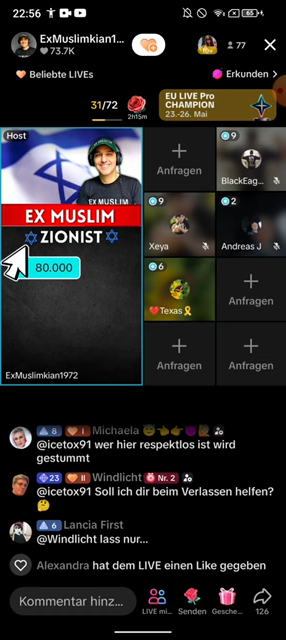 22:56
65
ExMuslimkian1...
73.7K
77
Beliebte LIVEs
Erkunden
31/72
2h15m
EU LIVE Pro
CHAMPION
23.-26. Mai
Host
EX MUSLIM
EX MUSLIM
ZIONIST
80.000
ExMuslimkian1972
Anfragen
9
BlackEag...
9
Xeya
2
Andreas J
6
❤️Texas🎗
Anfragen
Anfragen
Anfragen
8 I Michaela
@icetox91 wer hier respektlos ist wird
gestummt
23 II Windlicht Nr. 2
@icetox91 Soll ich dir beim Verlassen helfen?
🤔
6 Lancia First
@Windlicht lass nur...
Alexandra hat dem LIVE einen Like gegeben
Kommentar hinz...
LIVE mi...
Senden
Gesche...
126